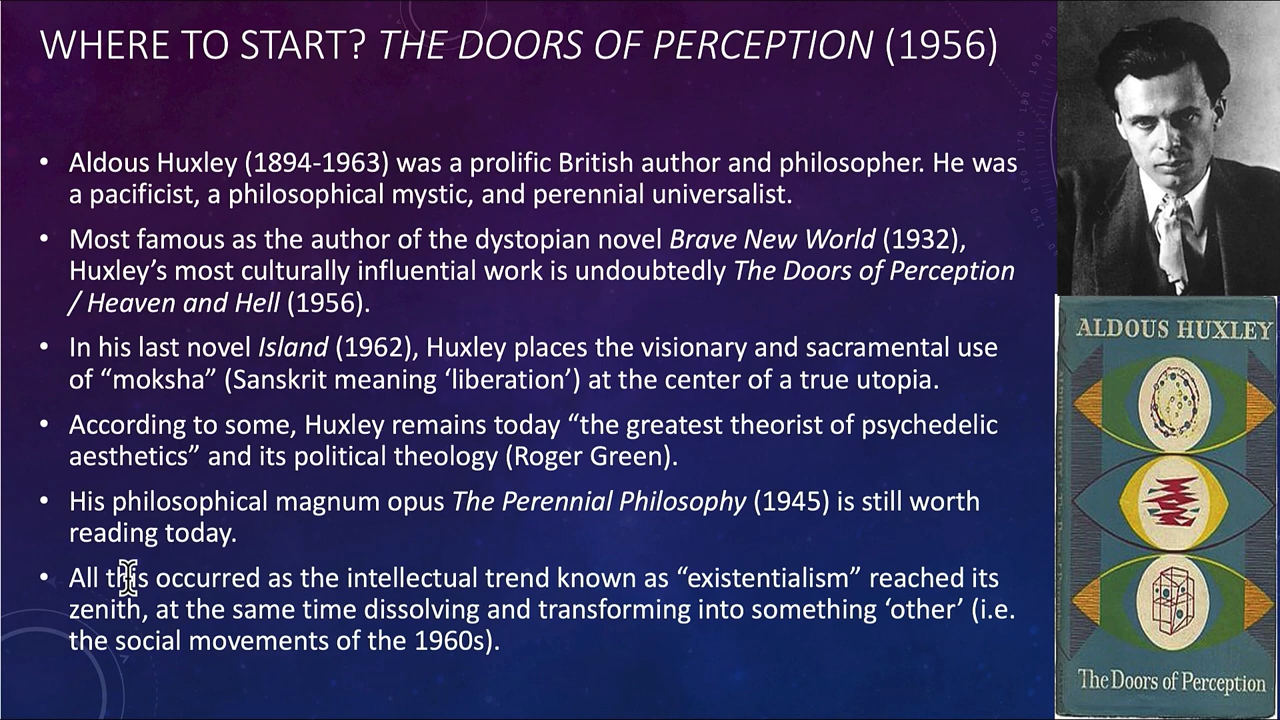 WHERE TO START? THE DOORS OF PERCEPTION (1956)
• Aldous Huxley (1894-1963) was a prolific British author and philosopher. He was
a pacificist, a philosophical mystic, and perennial universalist.
• Most famous as the author of the dystopian novel Brave New World (1932),
Huxley’s most culturally influential work is undoubtedly The Doors of Perception
/ Heaven and Hell (1956).
• In his last novel Island (1962), Huxley places the visionary and sacramental use
of “moksha” (Sanskrit meaning ‘liberation’) at the center of a true utopia.
• According to some, Huxley remains today “the greatest theorist of psychedelic
aesthetics” and its political theology (Roger Green).
• His philosophical magnum opus The Perennial Philosophy (1945) is still worth
reading today.
• All this occurred as the intellectual trend known as “existentialism” reached its
zenith, at the same time dissolving and transforming into something ‘other’ (i.e.
the social movements of the 1960s).
ALDOUS HUXLEY
The Doors of Perception